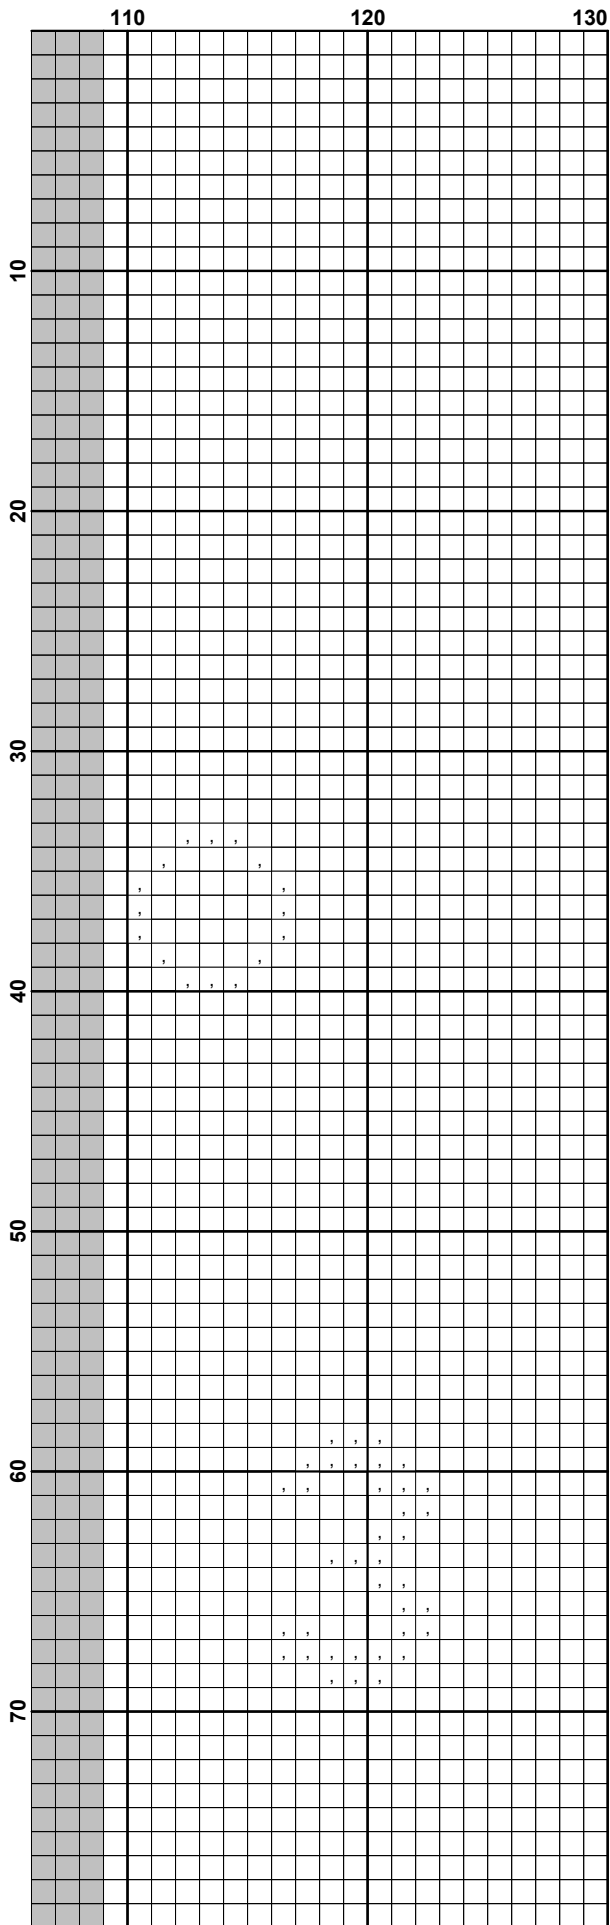 110 120 130
10
20
30
, , ,
, ,
, ,
, ,
, ,
, ,
, , ,
40
50
, , ,
, , , , ,
60
, , , , ,
, ,
, ,
, , ,
, ,
, ,
, , , ,
, , , , , ,
, , ,
70